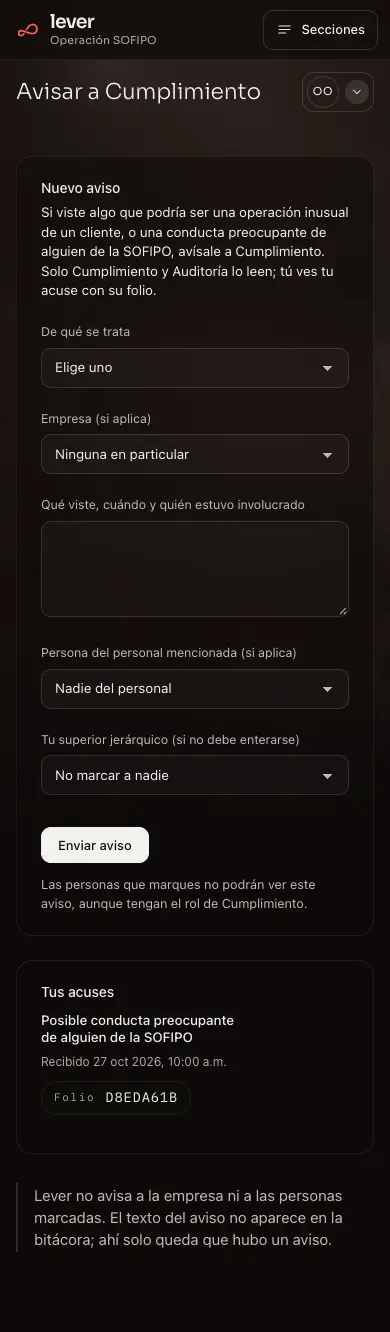 lever
Operación SOFIPO
Secciones
Avisar a Cumplimiento
OO
Nuevo aviso
Si viste algo que podría ser una operación inusual
de un cliente, o una conducta preocupante de
alguien de la SOFIPO, avísale a Cumplimiento.
Solo Cumplimiento y Auditoría lo leen; tú ves tu
acuse con su folio.
De qué se trata
Elige uno
Empresa (si aplica)
Ninguna en particular
Qué viste, cuándo y quién estuvo involucrado
Persona del personal mencionada (si aplica)
Nadie del personal
Tu superior jerárquico (si no debe enterarse)
No marcar a nadie
Enviar aviso
Las personas que marques no podrán ver este
aviso, aunque tengan el rol de Cumplimiento.
Tus acuses
Posible conducta preocupante
de alguien de la SOFIPO
Recibido 27 oct 2026, 10:00 a.m.
Folio D8EDA61B
Lever no avisa a la empresa ni a las personas
marcadas. El texto del aviso no aparece en la
bitácora; ahí solo queda que hubo un aviso.